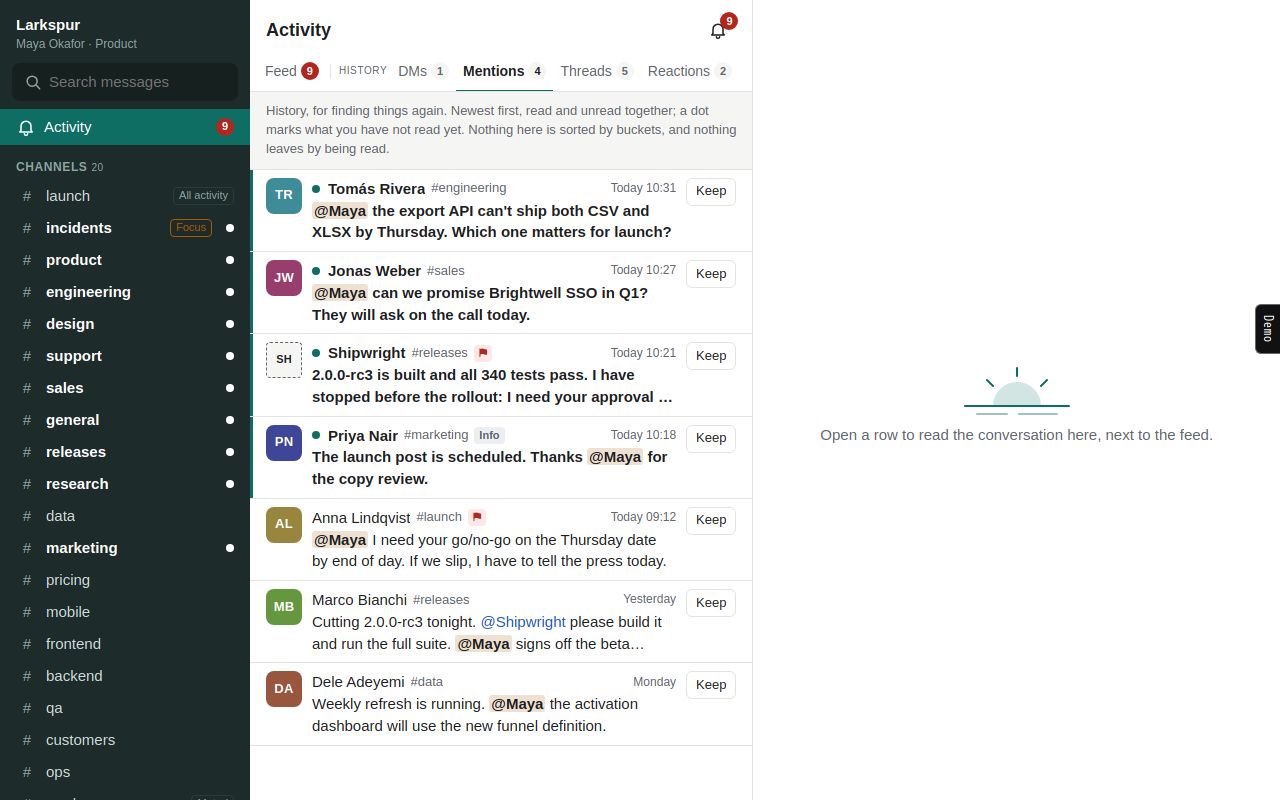 Larkspur
Maya Okafor · Product
Search messages
Activity 9
CHANNELS 20
# launch All activity
# incidents Focus
# product
# engineering
# design
# support
# sales
# general
# releases
# research
# data
# marketing
# pricing
# mobile
# frontend
# backend
# qa
# customers
# ops
Activity 9
Feed 9 HISTORY DMs 1 Mentions 4 Threads 5 Reactions 2
History, for finding things again. Newest first, read and unread together; a dot
marks what you have not read yet. Nothing here is sorted by buckets, and nothing
leaves by being read.
TR Tomás Rivera #engineering Today 10:31 Keep
@Maya the export API can't ship both CSV and
XLSX by Thursday. Which one matters for launch?
JW Jonas Weber #sales Today 10:27 Keep
@Maya can we promise Brightwell SSO in Q1?
They will ask on the call today.
SH Shipwright #releases Today 10:21 Keep
2.0.0-rc3 is built and all 340 tests pass. I have
stopped before the rollout: I need your approval …
PN Priya Nair #marketing Info Today 10:18 Keep
The launch post is scheduled. Thanks @Maya for
the copy review.
AL Anna Lindqvist #launch Today 09:12 Keep
@Maya I need your go/no-go on the Thursday date
by end of day. If we slip, I have to tell the press today.
MB Marco Bianchi #releases Yesterday Keep
Cutting 2.0.0-rc3 tonight. @Shipwright please build it
and run the full suite. @Maya signs off the beta…
DA Dele Adeyemi #data Monday Keep
Weekly refresh is running. @Maya the activation
dashboard will use the new funnel definition.
Open a row to read the conversation here, next to the feed.
Demo